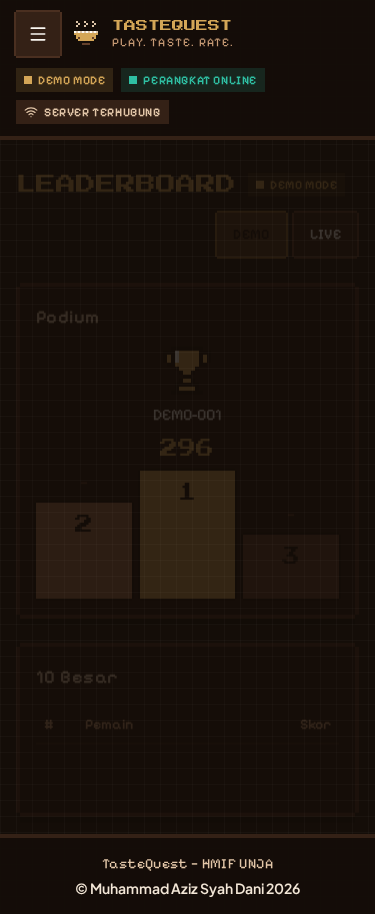 TASTEQUEST
PLAY. TASTE. RATE.
DEMO MODE
PERANGKAT ONLINE
SERVER TERHUBUNG
LEADERBOARD
DEMO MODE
DEMO
LIVE
Podium
DEMO-001
296
1
2
3
10 Besar
# Pemain Skor
TasteQuest - HMIF UNJA
© Muhammad Aziz Syah Dani 2026